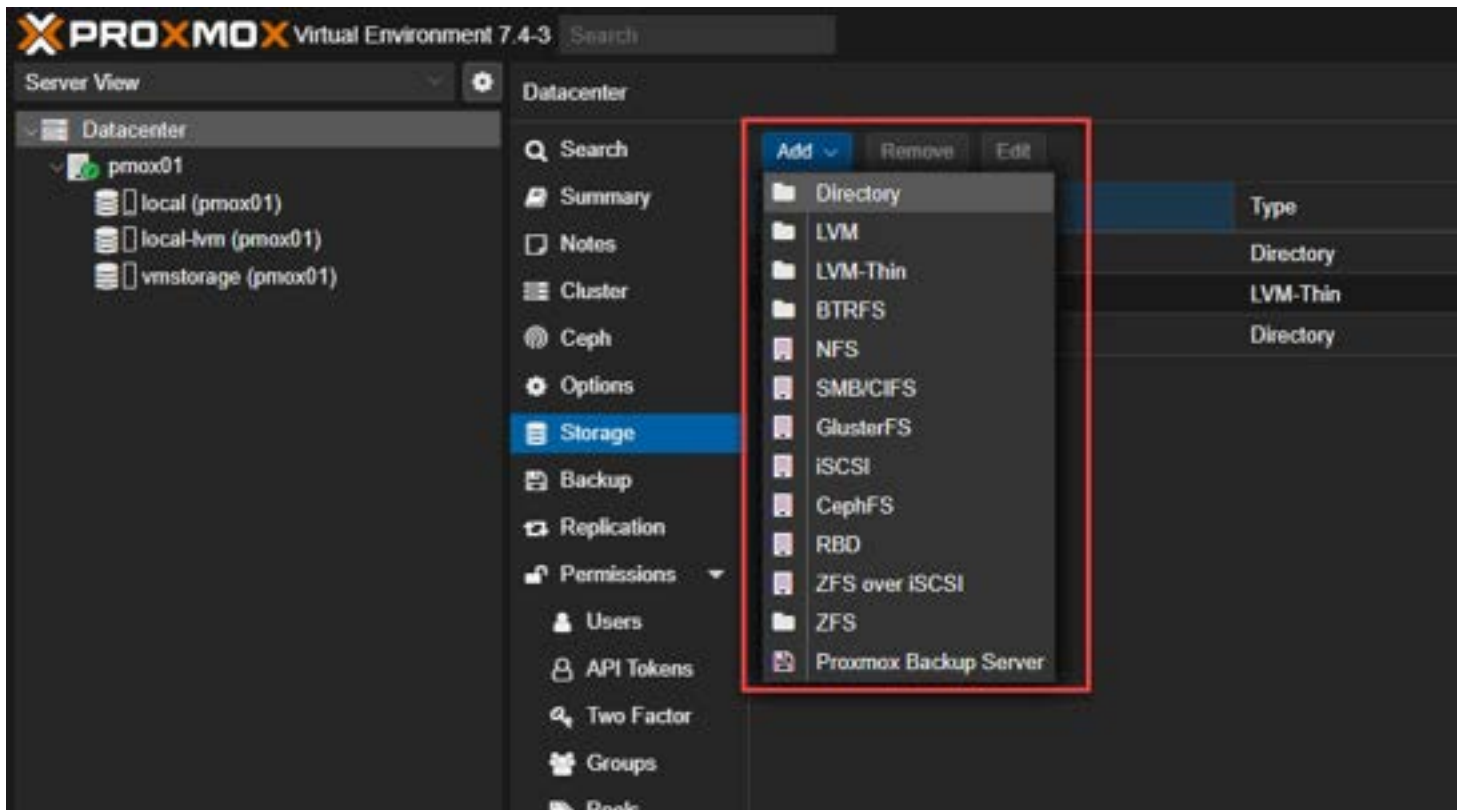 PROXMOX Virtual Environment 7.4-3 Search
Server View
Datacenter
pmox01
local (pmox01)
local-lvm (pmox01)
vmstorage (pmox01)
Datacenter
Search
Summary
Notes
Cluster
Ceph
Options
Storage
Backup
Replication
Permissions
Users
API Tokens
Two Factor
Groups
Pools
Add Remove Edit
Directory
LVM
LVM-Thin
BTRFS
NFS
SMB/CIFS
GlusterFS
iSCSI
CephFS
RBD
ZFS over iSCSI
ZFS
Proxmox Backup Server
Type
Directory
LVM-Thin
Directory